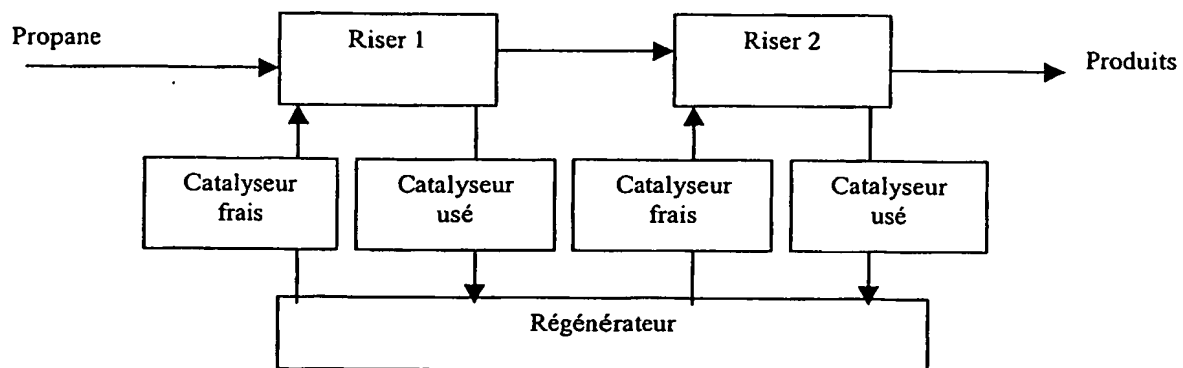 Propane
Riser 1
Riser 2
Produits
Catalyseur
frais
Catalyseur
usé
Catalyseur
frais
Catalyseur
usé
Régénérateur